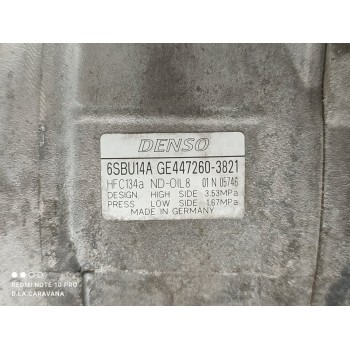 DENSO
6SBU14A GE447260-3821
HFC134a ND-OIL8 01 N 05746
DESIGN HIGH SIDE 3.53MPa
PRESS LOW SIDE 1.67MPa
MADE IN GERMANY
REDMI NOTE 10 PRO
D.LA.CARAVANA